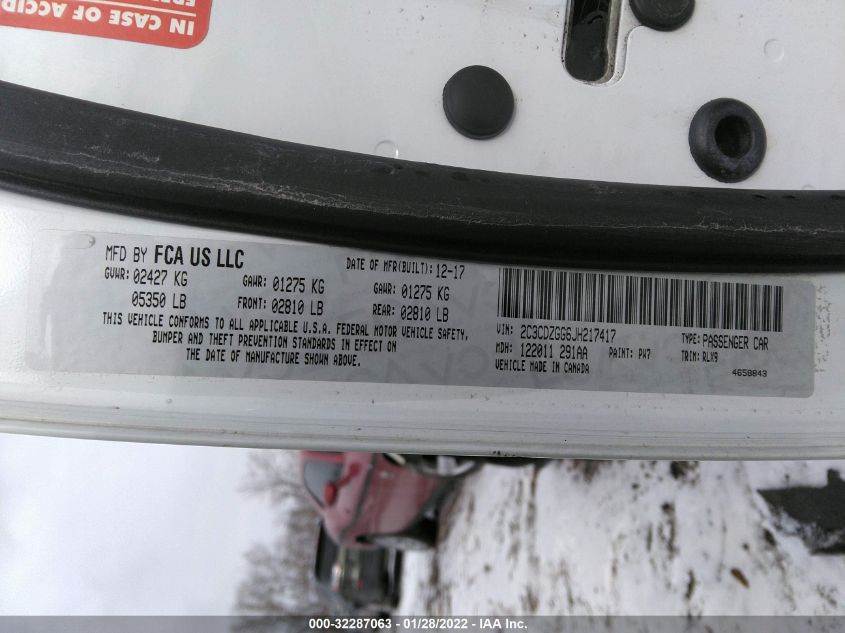 IN CASE OF ACCID
MFD BY FCA US LLC
DATE OF MFR(BUILT): 12-17
GVWR: 02427 KG
GAWR: 01275 KG
GAWR: 01275 KG
05350 LB
FRONT: 02810 LB
REAR: 02810 LB
THIS VEHICLE CONFORMS TO ALL APPLICABLE U.S.A. FEDERAL MOTOR VEHICLE SAFETY,
BUMPER AND THEFT PREVENTION STANDARDS IN EFFECT ON
THE DATE OF MANUFACTURE SHOWN ABOVE.
VIN: 2C3CDZGG6JH217417
TYPE: PASSENGER CAR
MDH: 122011 291AA
PAINT: PW7
TRIM: RLX9
VEHICLE MADE IN CANADA
4658843
000-32287063 - 01/28/2022 - IAA Inc.